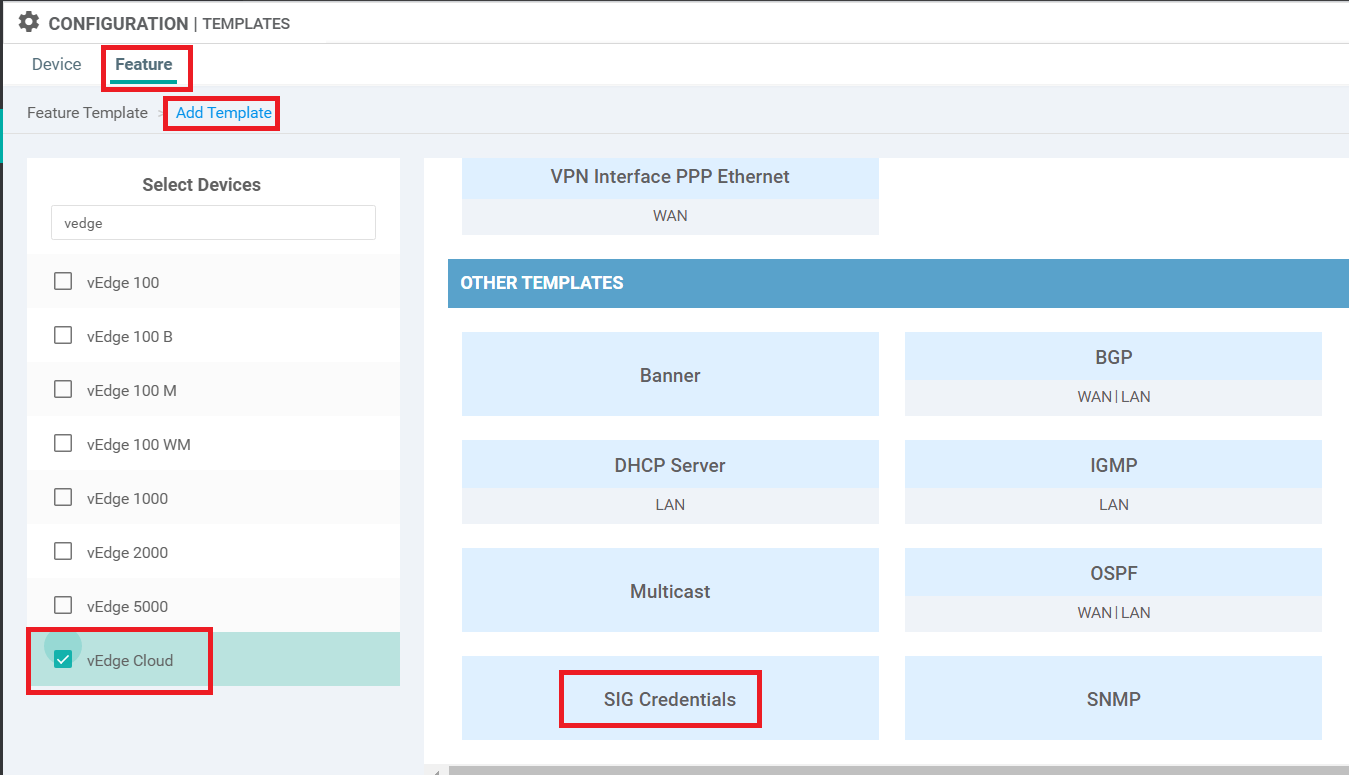 CONFIGURATION | TEMPLATES
Device Feature
Feature Template > Add Template
Select Devices
vedge
vEdge 100
vEdge 100 B
vEdge 100 M
vEdge 100 WM
vEdge 1000
vEdge 2000
vEdge 5000
vEdge Cloud
VPN Interface PPP Ethernet
WAN
OTHER TEMPLATES
Banner
BGP
WAN | LAN
DHCP Server
LAN
IGMP
LAN
Multicast
OSPF
WAN | LAN
SIG Credentials
SNMP